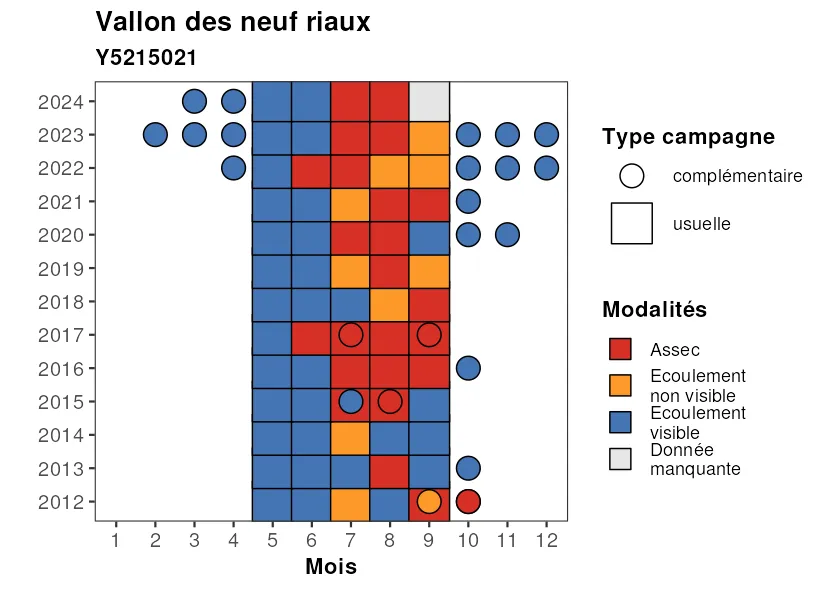 Vallon des neuf riaux
Y5215021
2024
2023
2022
2021
2020
2019
2018
2017
2016
2015
2014
2013
2012
1 2 3 4 5 6 7 8 9 10 11 12
Mois
Type campagne
complémentaire
usuelle
Modalités
Assec
Ecoulement
non visible
Ecoulement
visible
Donnée
manquante